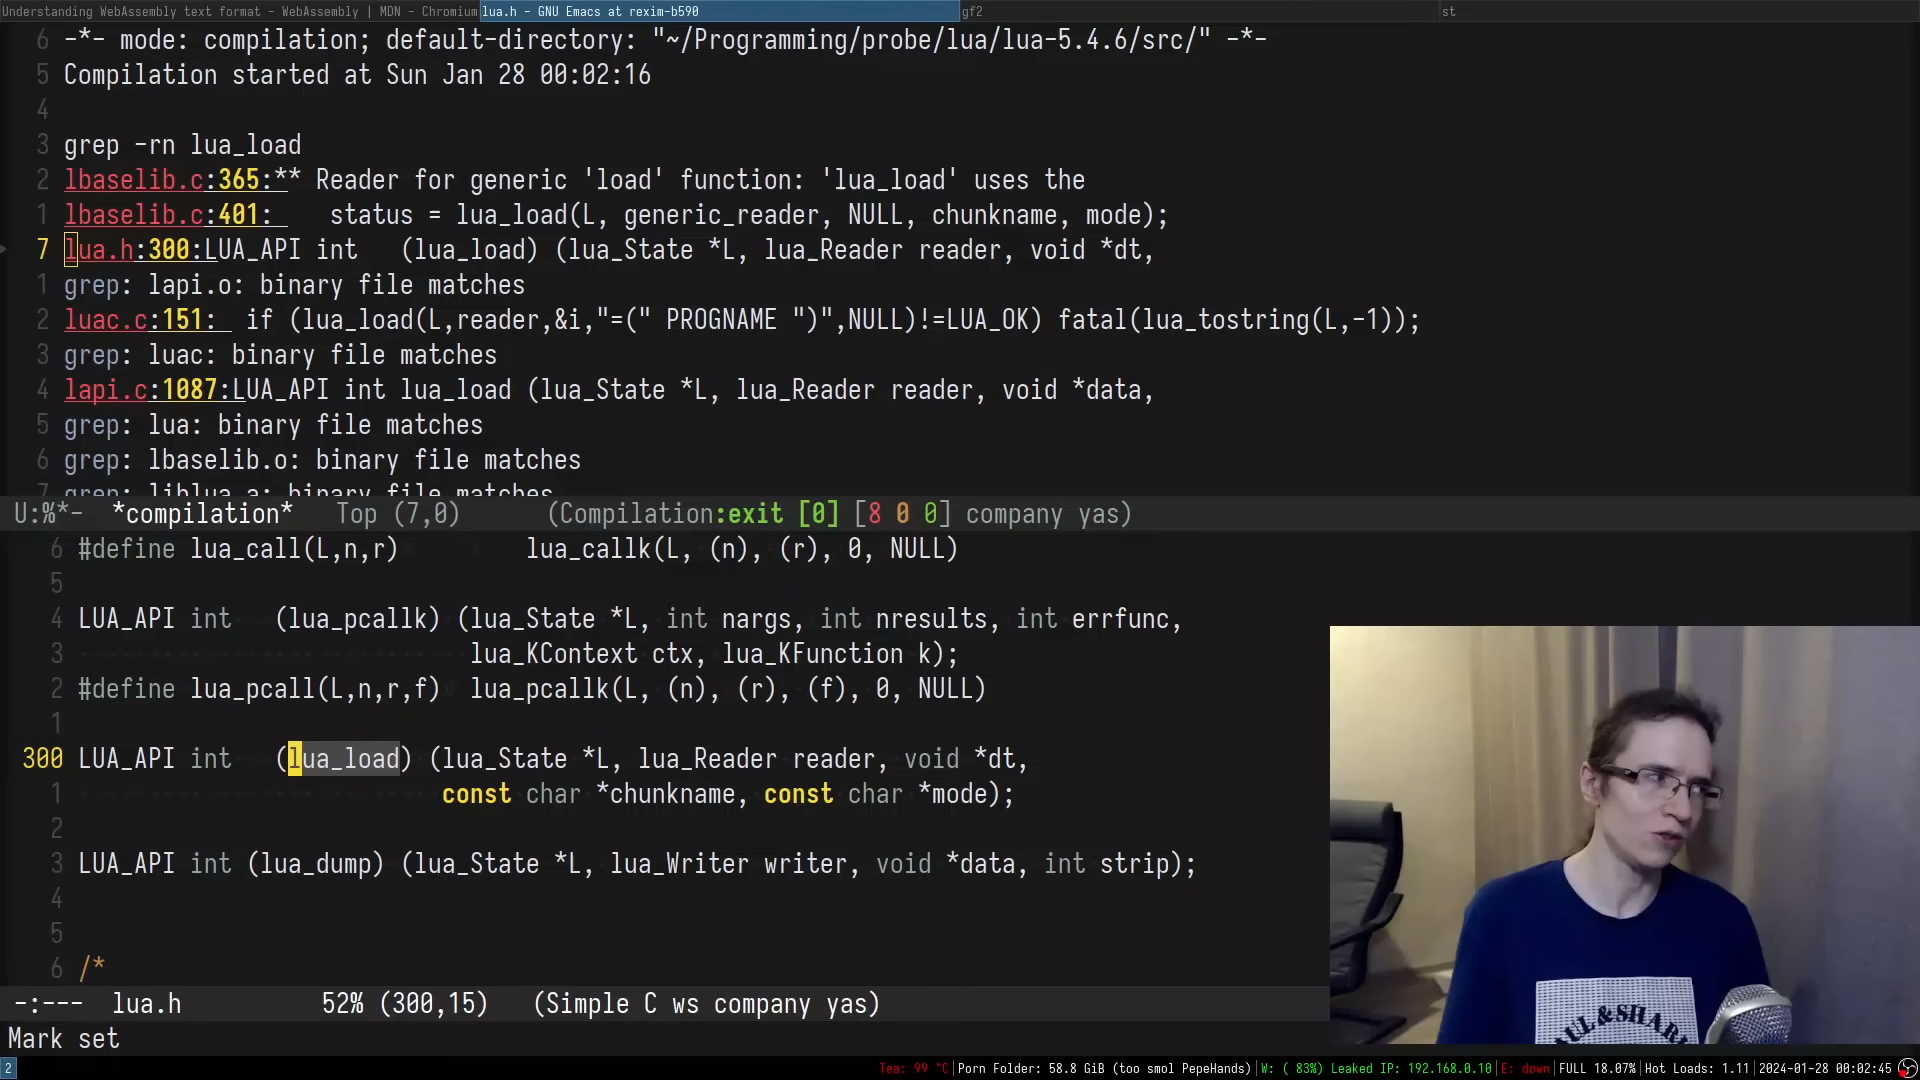 Understanding WebAssembly text format - WebAssembly | MDN - Chromium lua.h - GNU Emacs at rexim-b590 gf2 st
6 -*- mode: compilation; default-directory: "~/Programming/probe/lua/lua-5.4.6/src/" -*-
5 Compilation started at Sun Jan 28 00:02:16
4
3 grep -rn lua_load
2 lbaselib.c:365:** Reader for generic 'load' function: 'lua_load' uses the
1 lbaselib.c:401:    status = lua_load(L, generic_reader, NULL, chunkname, mode);
7 lua.h:300:LUA_API int   (lua_load) (lua_State *L, lua_Reader reader, void *dt,
1 grep: lapi.o: binary file matches
2 luac.c:151:  if (lua_load(L,reader,&i,"=(" PROGNAME ")",NULL)!=LUA_OK) fatal(lua_tostring(L,-1));
3 grep: luac: binary file matches
4 lapi.c:1087:LUA_API int lua_load (lua_State *L, lua_Reader reader, void *data,
5 grep: lua: binary file matches
6 grep: lbaselib.o: binary file matches
7 grep: liblua.a: binary file matches
U:%*-  *compilation*   Top (7,0)      (Compilation:exit [0] [8 0 0] company yas)
6 #define lua_call(L,n,r)         lua_callk(L, (n), (r), 0, NULL)
5
4 LUA_API int   (lua_pcallk) (lua_State *L, int nargs, int nresults, int errfunc,
3                             lua_KContext ctx, lua_KFunction k);
2 #define lua_pcall(L,n,r,f)  lua_pcallk(L, (n), (r), (f), 0, NULL)
1
300 LUA_API int   (lua_load) (lua_State *L, lua_Reader reader, void *dt,
1                           const char *chunkname, const char *mode);
2
3 LUA_API int (lua_dump) (lua_State *L, lua_Writer writer, void *data, int strip);
4
5
6 /*
-:---  lua.h          52% (300,15)   (Simple C ws company yas)
Mark set
2 Tea: 99 °C|Porn Folder: 58.8 GiB (too smol PepeHands)|W: ( 83%) Leaked IP: 192.168.0.10|E: down|FULL 18.07%|Hot Loads: 1.11|2024-01-28 00:02:45